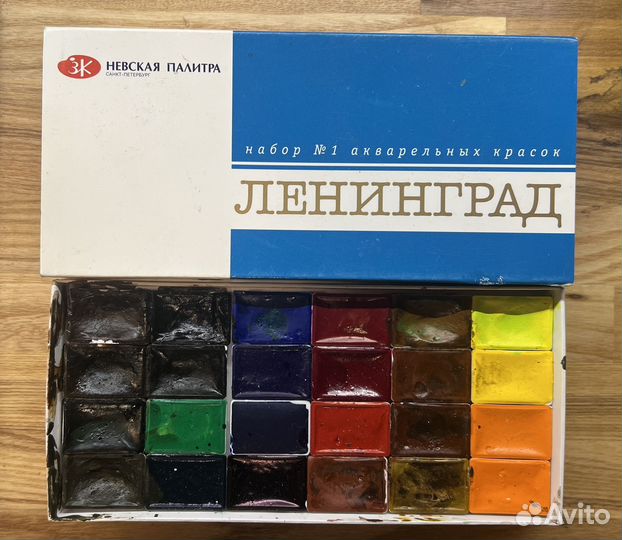 ЗК НЕВСКАЯ ПАЛИТРА
САНКТ-ПЕТЕРБУРГ
набор №1 акварельных красок
ЛЕНИНГРАД
Avito